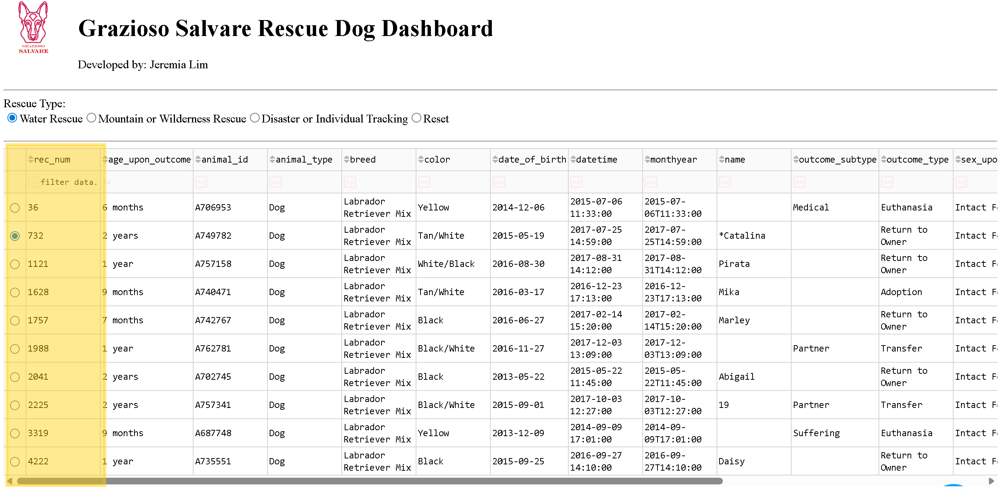 GRAZIOSO
SALVARE
Grazioso Salvare Rescue Dog Dashboard
Developed by: Jeremia Lim
Rescue Type:
Water Rescue Mountain or Wilderness Rescue Disaster or Individual Tracking Reset
rec_num age_upon_outcome animal_id animal_type breed color date_of_birth datetime monthyear name outcome_subtype outcome_type sex_upo
Aa filter data. Aa Aa Aa Aa Aa Aa Aa Aa Aa Aa Aa Aa
36 6 months A706953 Dog Labrador Retriever Mix Yellow 2014-12-06 2015-07-06 11:33:00 2015-07-06T11:33:00 Medical Euthanasia Intact F
732 2 years A749782 Dog Labrador Retriever Mix Tan/White 2015-05-19 2017-07-25 14:59:00 2017-07-25T14:59:00 *Catalina Return to Owner Intact F
1121 1 year A757158 Dog Labrador Retriever Mix White/Black 2016-08-30 2017-08-31 14:12:00 2017-08-31T14:12:00 Pirata Return to Owner Intact F
1628 9 months A740471 Dog Labrador Retriever Mix Tan/White 2016-03-17 2016-12-23 17:13:00 2016-12-23T17:13:00 Mika Adoption Intact F
1757 7 months A742767 Dog Labrador Retriever Mix Black 2016-06-27 2017-02-14 15:20:00 2017-02-14T15:20:00 Marley Return to Owner Intact F
1988 1 year A762781 Dog Labrador Retriever Mix Black/White 2016-11-27 2017-12-03 13:09:00 2017-12-03T13:09:00 Partner Transfer Intact F
2041 2 years A702745 Dog Labrador Retriever Mix Black 2013-05-22 2015-05-22 11:45:00 2015-05-22T11:45:00 Abigail Return to Owner Intact F
2225 2 years A757341 Dog Labrador Retriever Mix Black/White 2015-09-01 2017-10-03 12:27:00 2017-10-03T12:27:00 19 Partner Transfer Intact F
3319 9 months A687748 Dog Labrador Retriever Mix Yellow 2013-12-09 2014-09-09 17:01:00 2014-09-09T17:01:00 Suffering Euthanasia Intact F
4222 1 year A735551 Dog Labrador Retriever Mix Black 2015-09-25 2016-09-27 14:10:00 2016-09-27T14:10:00 Daisy Return to Owner Intact F